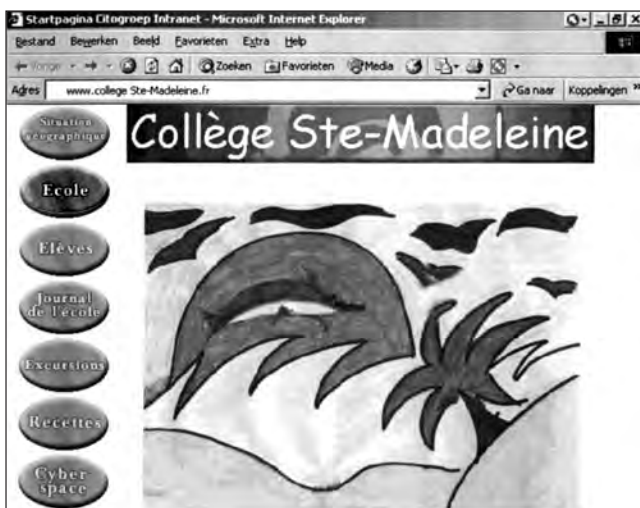 Startpagina Citogroep Intranet - Microsoft Internet Explorer
Bestand Bewerken Beeld Favorieten Extra Help
Vorige Zoeken Favorieten Media
Adres www.college Ste-Madeleine.fr Ga naar Koppelingen »
Collège Ste-Madeleine
Situation
géographique
Ecole
Elèves
Journal
de l'école
Excursions
Recettes
Cyber-
space